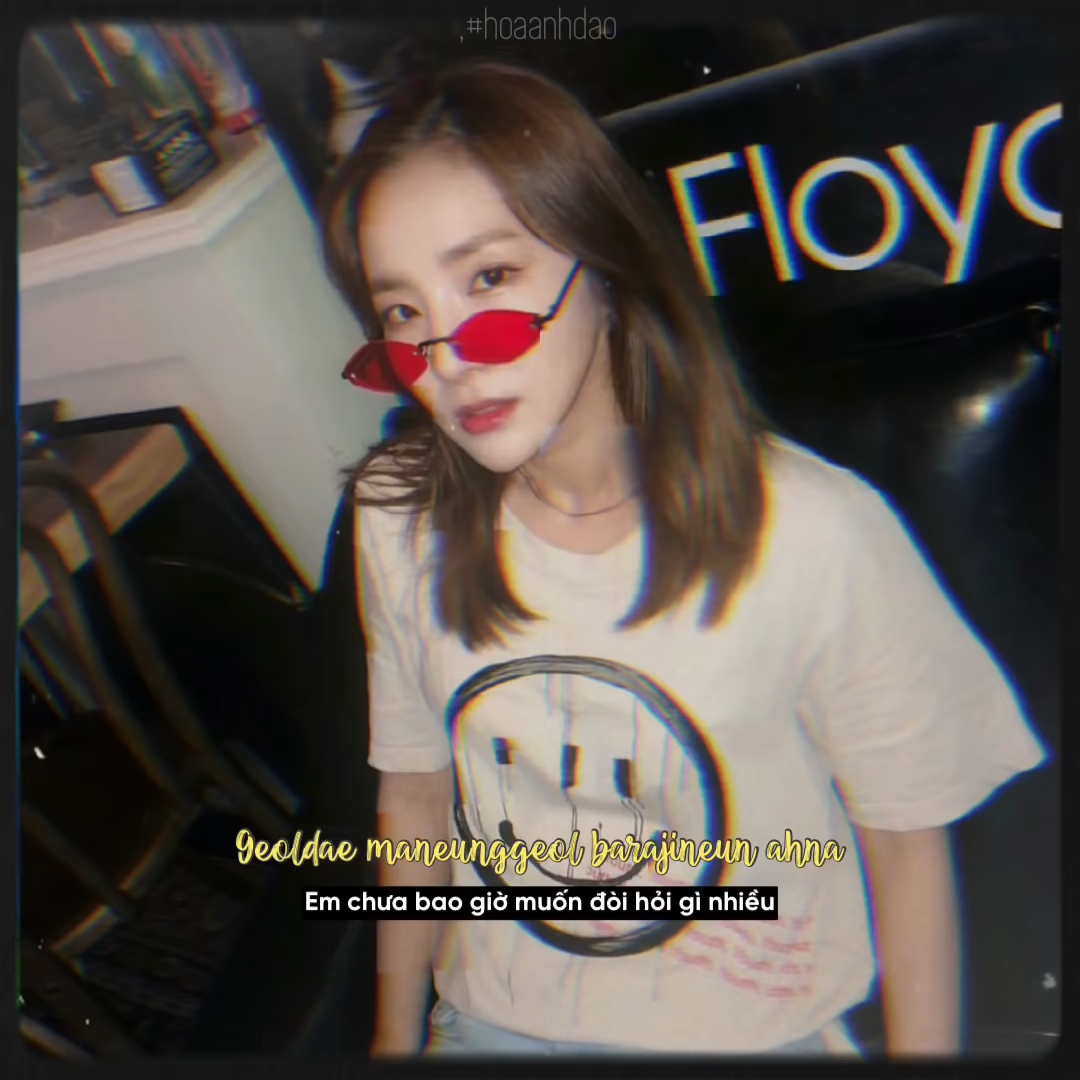 ,#hoaanhdao
Floyd
geoldae maneunggeol barajineun ahna
Em chưa bao giờ muốn đòi hỏi gì nhiều